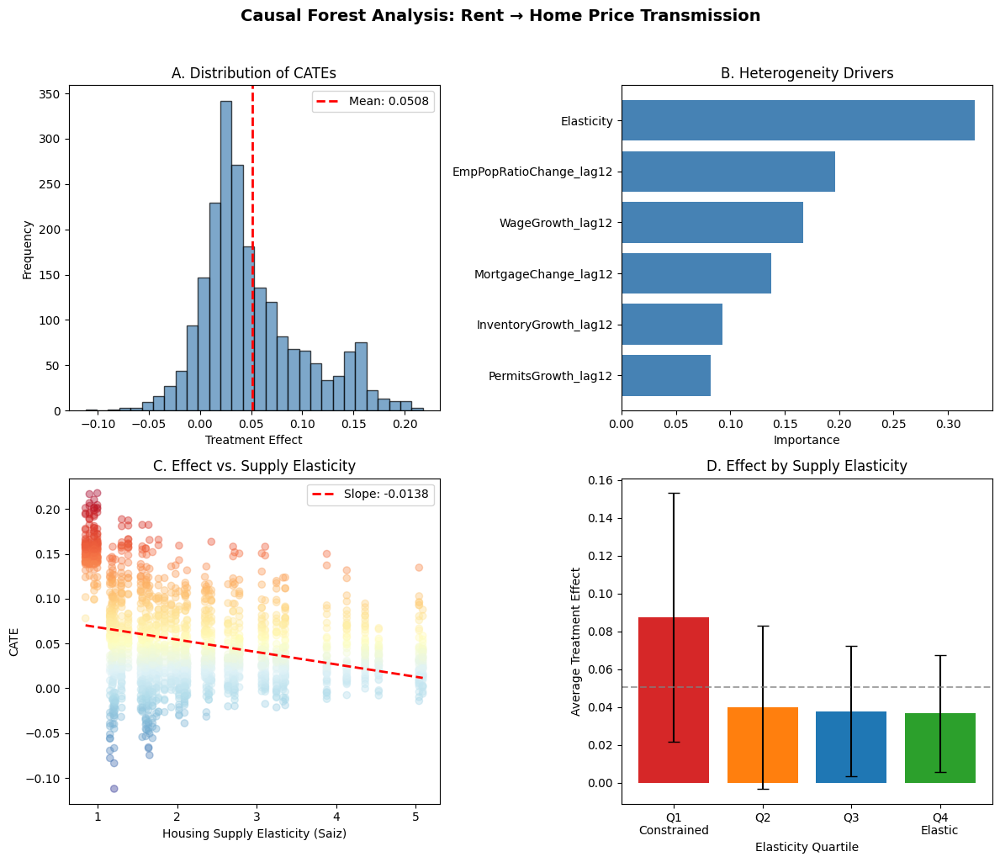 Causal Forest Analysis: Rent → Home Price Transmission
A. Distribution of CATEs
350
300
250
200
150
100
50
0
Frequency
−0.10
−0.05
0.00
0.05
0.10
0.15
0.20
Treatment Effect
Mean: 0.0508
B. Heterogeneity Drivers
Elasticity
EmpPopRatioChange_lag12
WageGrowth_lag12
MortgageChange_lag12
InventoryGrowth_lag12
PermitsGrowth_lag12
0.00
0.05
0.10
0.15
0.20
0.25
0.30
Importance
C. Effect vs. Supply Elasticity
0.20
0.15
0.10
0.05
0.00
−0.05
−0.10
CATE
1
2
3
4
5
Housing Supply Elasticity (Saiz)
Slope: -0.0138
D. Effect by Supply Elasticity
0.16
0.14
0.12
0.10
0.08
0.06
0.04
0.02
0.00
Average Treatment Effect
Q1
Constrained
Q2
Q3
Q4
Elastic
Elasticity Quartile